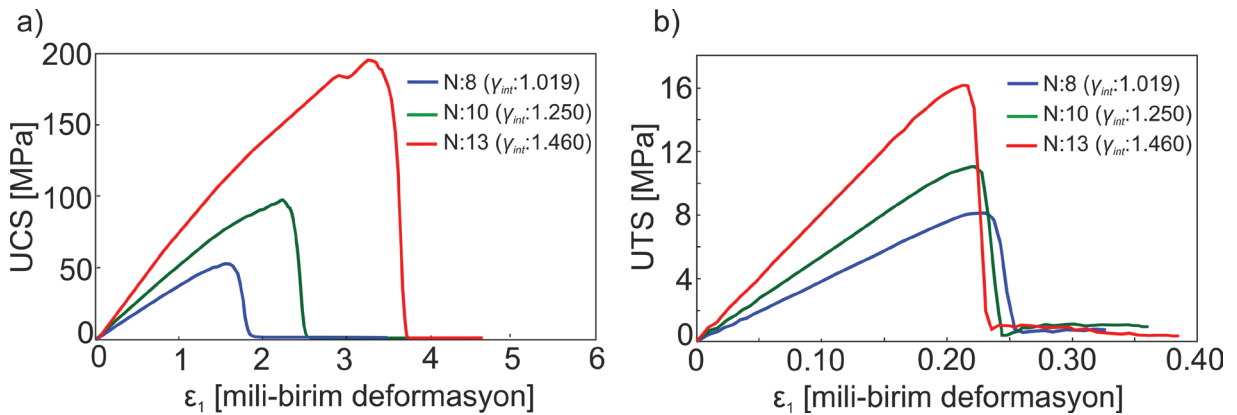 a)
UCS [MPa]
200
150
100
50
0
0 1 2 3 4 5 6
ε₁ [mili-birim deformasyon]
N:8 (γint:1.019)
N:10 (γint:1.250)
N:13 (γint:1.460)
b)
UTS [MPa]
16
12
8
4
0
0 0.10 0.20 0.30 0.40
ε₁ [mili-birim deformasyon]
N:8 (γint:1.019)
N:10 (γint:1.250)
N:13 (γint:1.460)